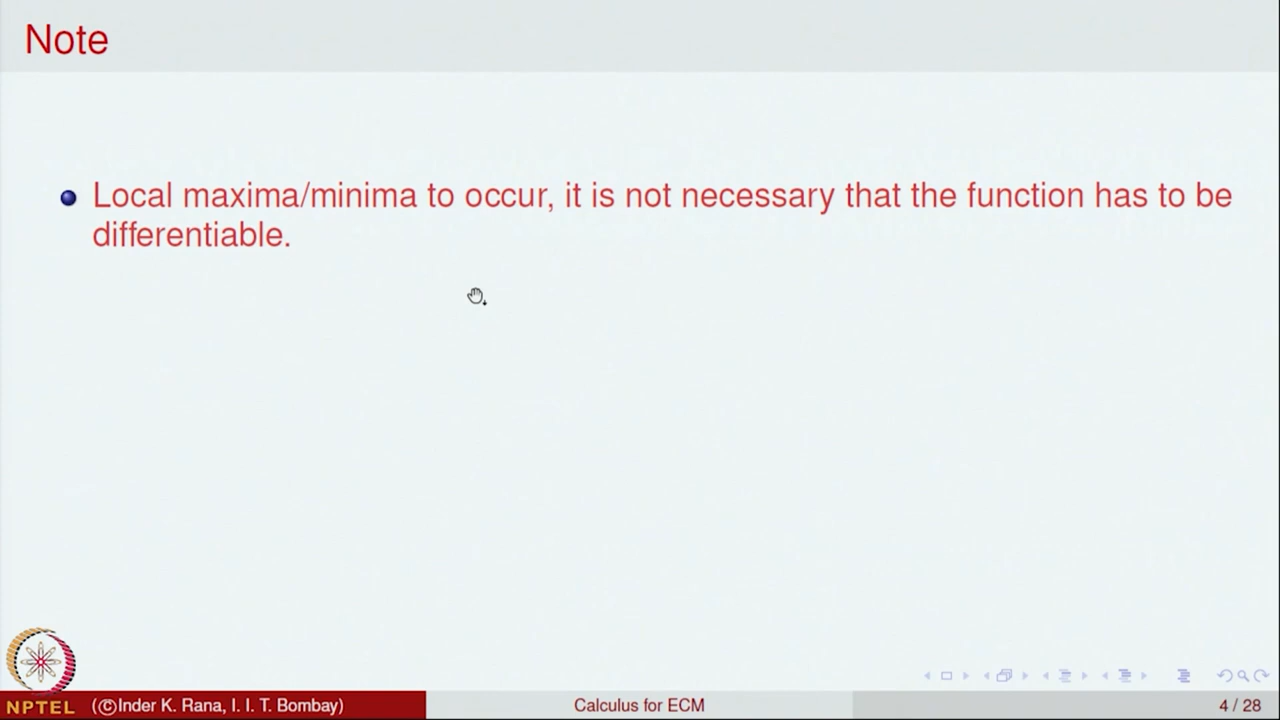 Note
Local maxima/minima to occur, it is not necessary that the function has to be
differentiable.
NPTEL
(©Inder K. Rana, I. I. T. Bombay)
Calculus for ECM
4 / 28